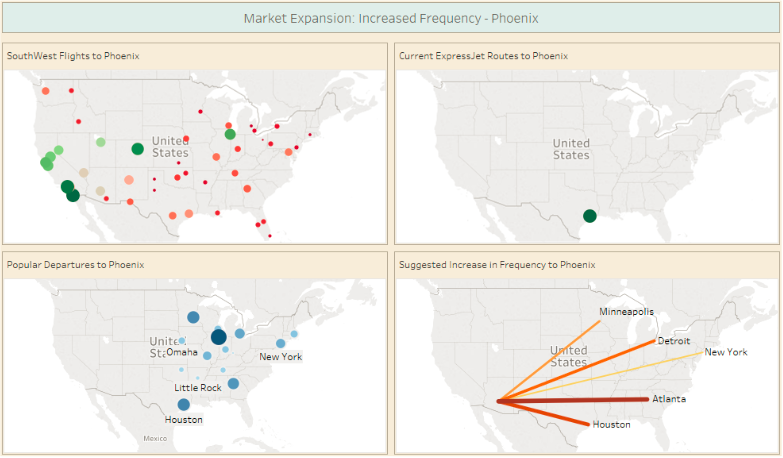 Market Expansion: Increased Frequency - Phoenix
SouthWest Flights to Phoenix
Current ExpressJet Routes to Phoenix
United
States
United
States
Popular Departures to Phoenix
Suggested Increase in Frequency to Phoenix
Unite
Sta
Omaha
New York
Little Rock
Houston
Mexico
Minneapolis
United
States
Detroit
New York
Atlanta
Houston